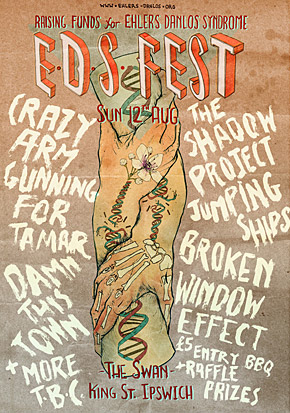 WWW.EHLERS-DANLOS.ORG
RAISING FUNDS for EHLERS DANLOS SYNDROME
E·D·S·FEST
SUN 12TH AUG
CRAZY
ARM
GUNNING
FOR
TAMAR
DAMN
THIS
TOWN
+ MORE
T.B.C.
THE
SHADOW
PROJECT
JUMPING
SHIPS
BROKEN
WINDOW
EFFECT
£5 ENTRY BBQ
+ RAFFLE
PRIZES
THE SWAN
KING ST. IPSWICH